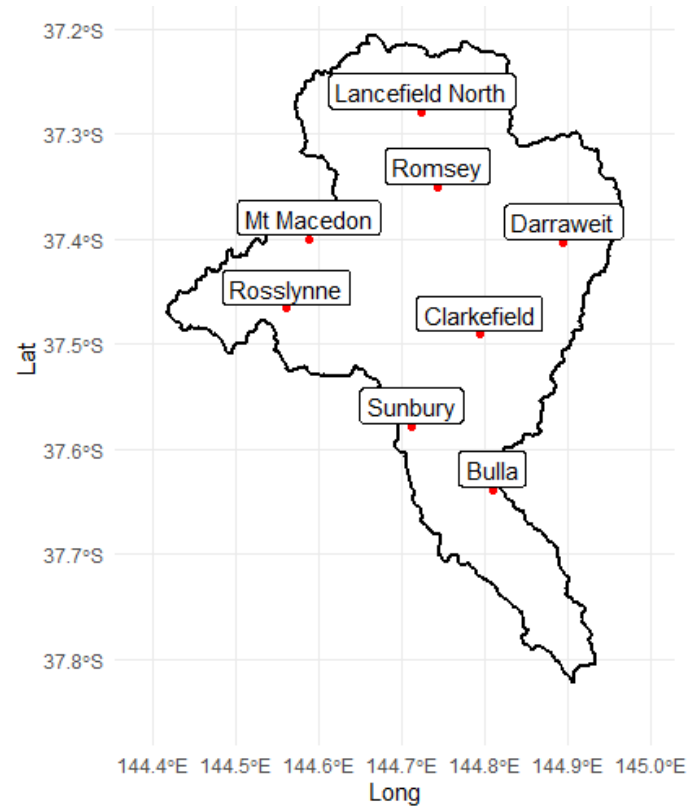 37.2°S
Lancefield North
37.3°S
Romsey
Mt Macedon
Darraweit
37.4°S
Rosslynne
Clarkefield
37.5°S
Lat
Sunbury
37.6°S
Bulla
37.7°S
37.8°S
144.4°E 144.5°E 144.6°E 144.7°E 144.8°E 144.9°E 145.0°E
Long